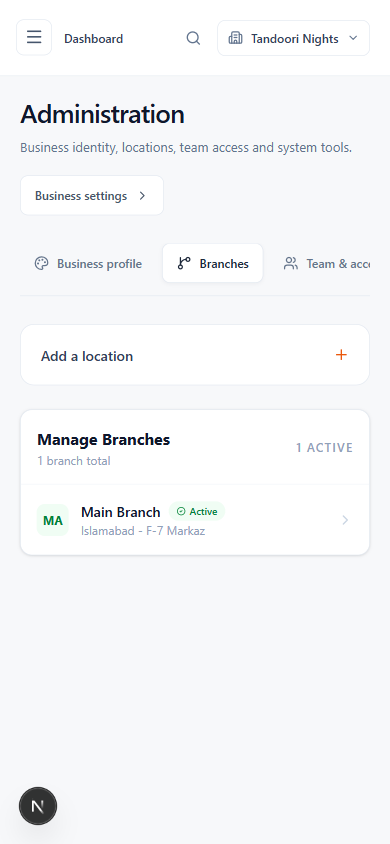 Dashboard
Tandoori Nights
Administration
Business identity, locations, team access and system tools.
Business settings
Business profile
Branches
Team & acce
Add a location
Manage Branches
1 ACTIVE
1 branch total
MA
Main Branch
Active
Islamabad - F-7 Markaz
N